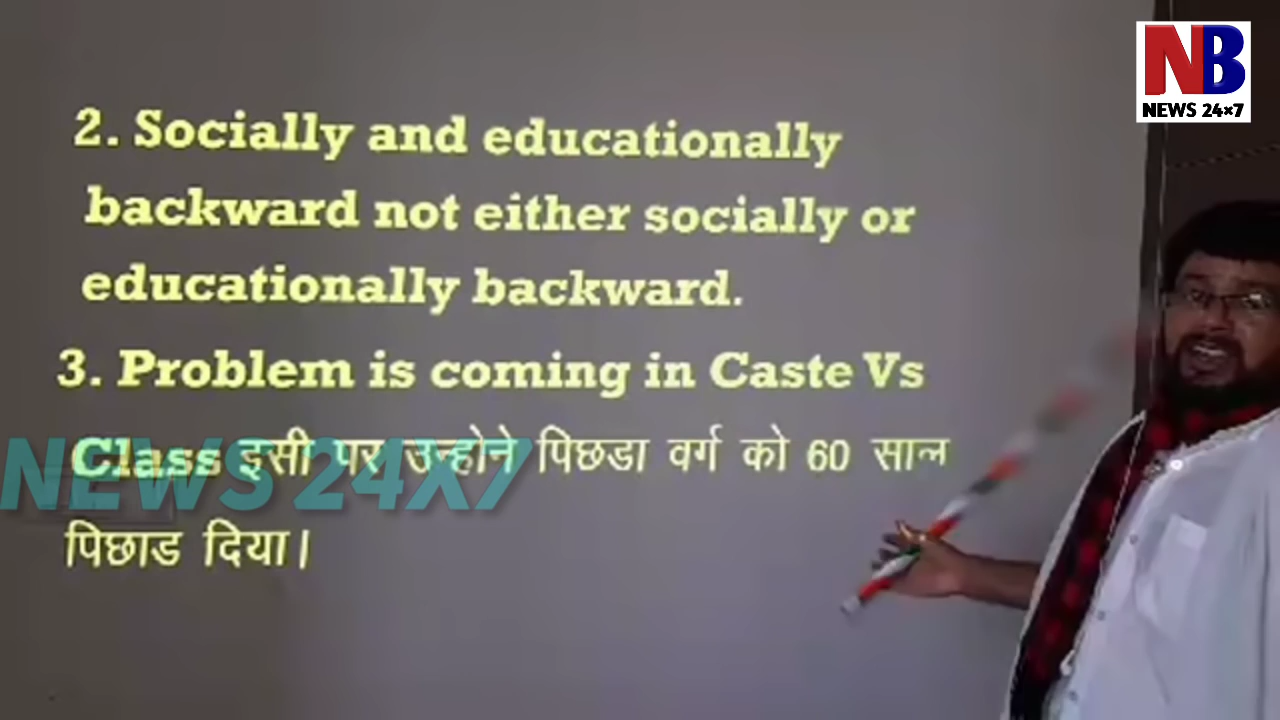 NB
NEWS 24×7
2. Socially and educationally
backward not either socially or
educationally backward.
3. Problem is coming in Caste Vs
Class इसी पर उन्होने पिछडा वर्ग को 60 साल
NEWS 24X7
पिछाड दिया।